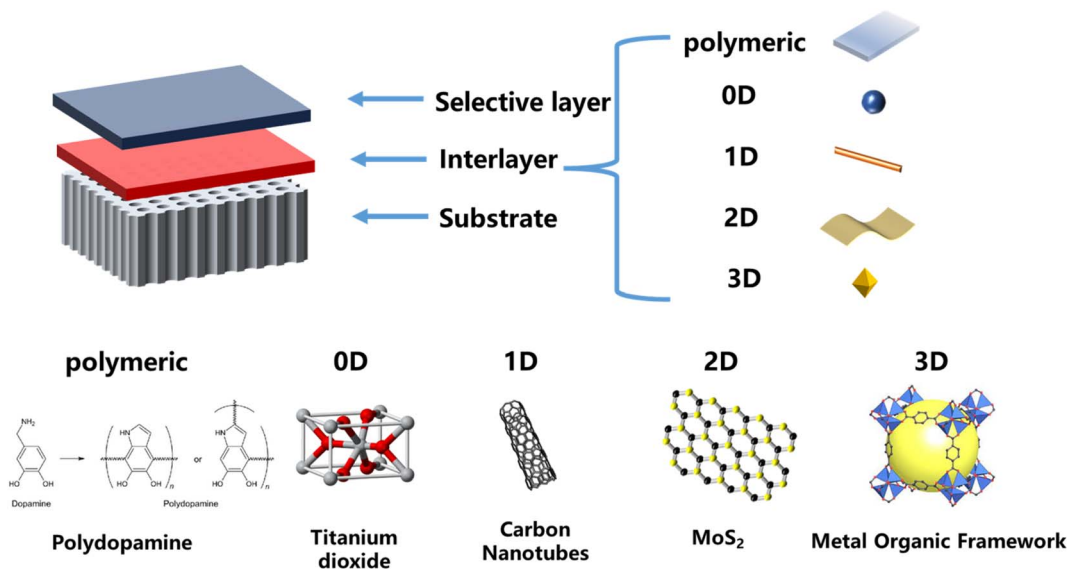 polymeric
0D
Selective layer
1D
Interlayer
2D
Substrate
3D
polymeric
0D
1D
2D
3D
NH₂
HO
OH
Dopamine
HN
HO
OH
n
or
HN
HO
OH
n
Polydopamine
Polydopamine
Titanium
dioxide
Carbon
Nanotubes
MoS₂
Metal Organic Framework